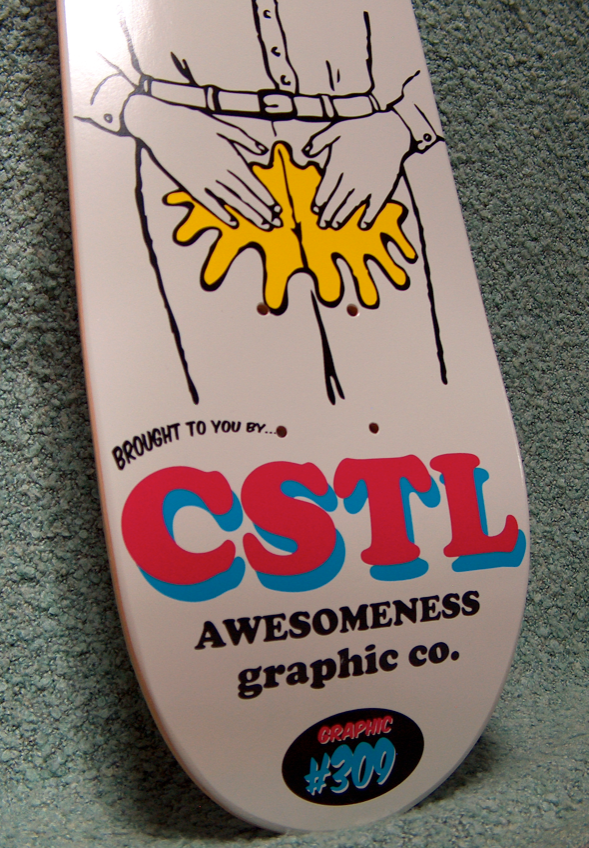 BROUGHT TO YOU BY...
CSTL
AWESOMENESS
graphic co.
GRAPHIC
#309